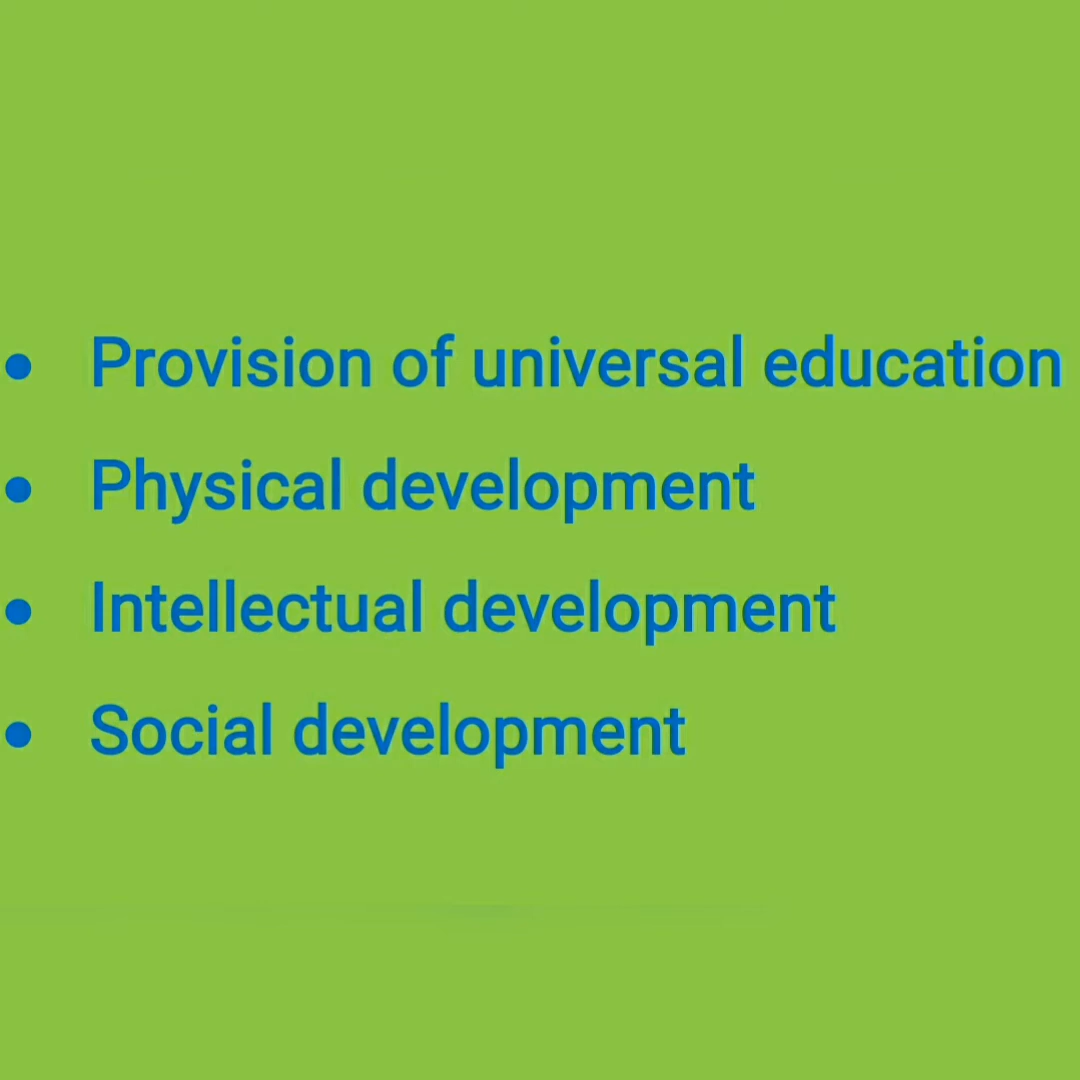 • Provision of universal education
• Physical development
• Intellectual development
• Social development